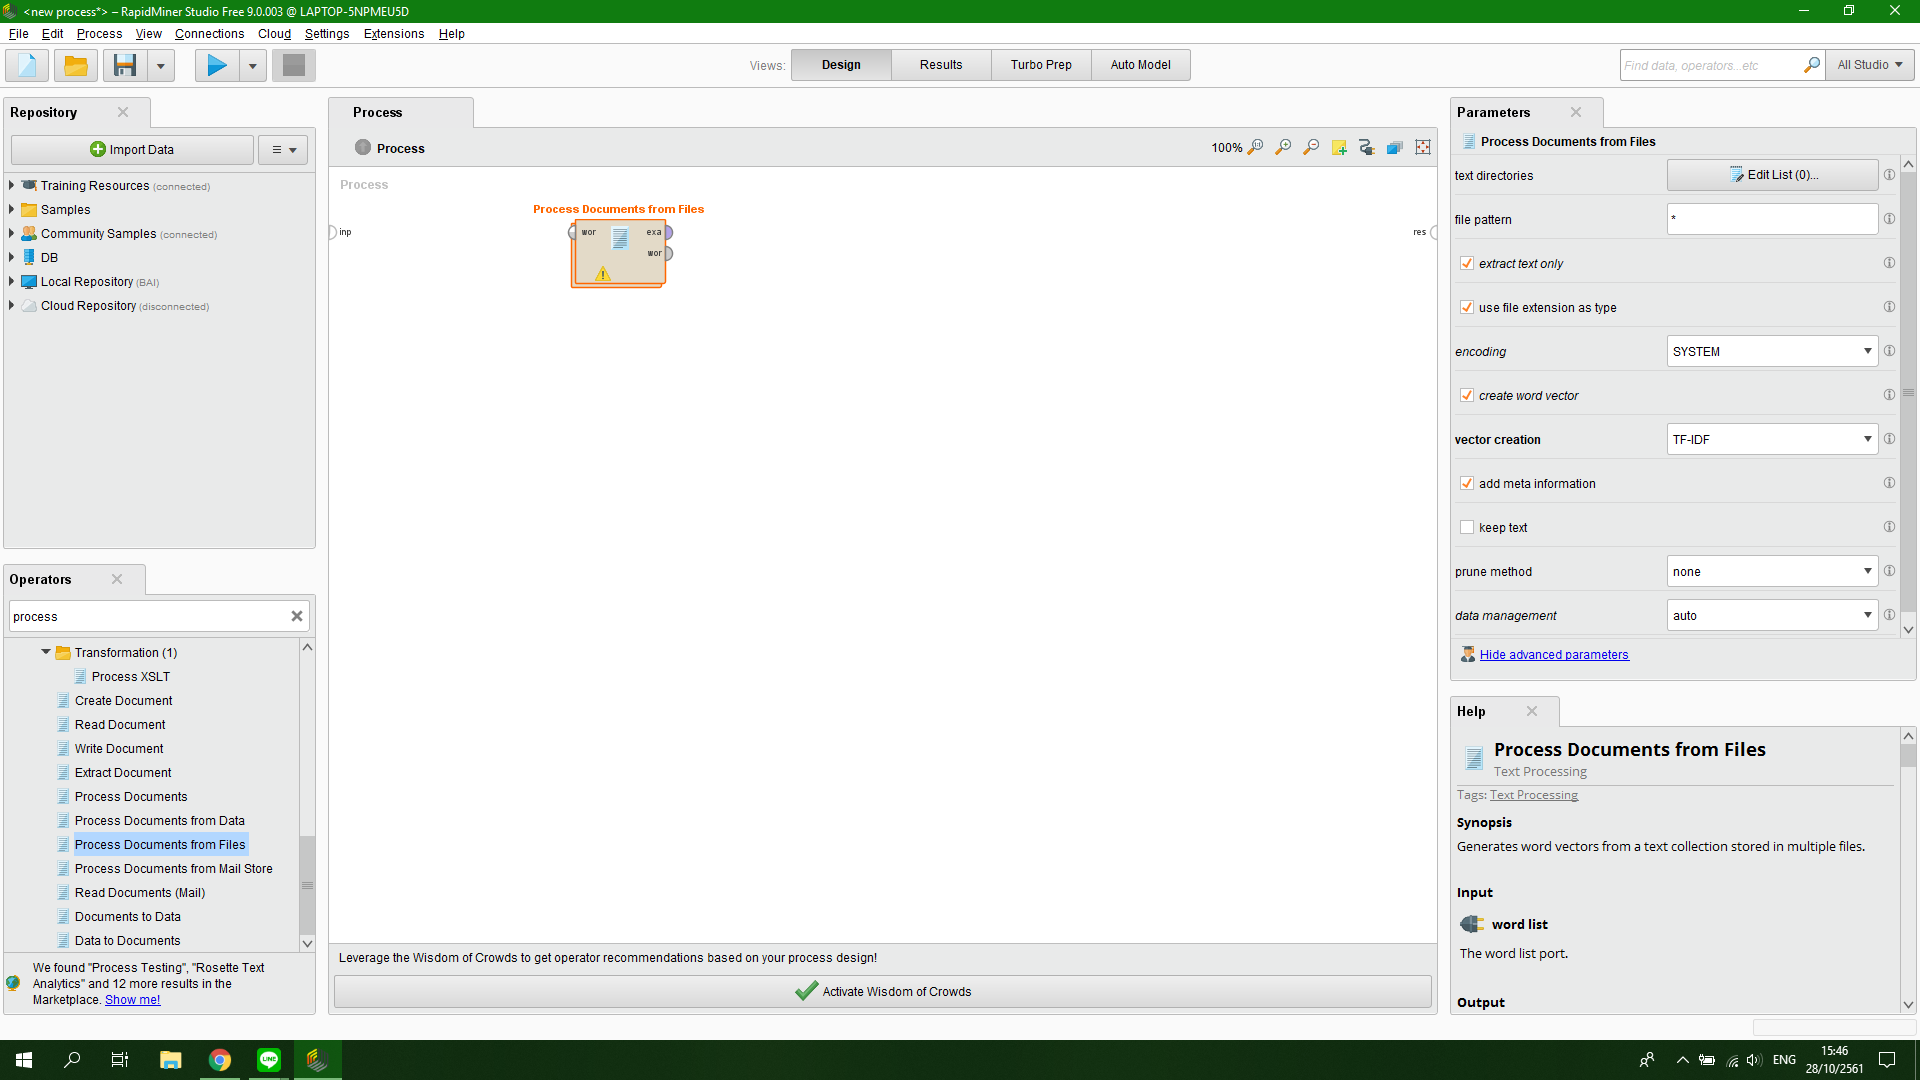 <new process*> – RapidMiner Studio Free 9.0.003 @ LAPTOP-5NPMEU5D
File Edit Process View Connections Cloud Settings Extensions Help
Views: Design Results Turbo Prep Auto Model
Find data, operators...etc
All Studio
Repository
Import Data
Training Resources (connected)
Samples
Community Samples (connected)
DB
Local Repository (BAI)
Cloud Repository (disconnected)
Operators
process
Transformation (1)
Process XSLT
Create Document
Read Document
Write Document
Extract Document
Process Documents
Process Documents from Data
Process Documents from Files
Process Documents from Mail Store
Read Documents (Mail)
Documents to Data
Data to Documents
We found "Process Testing", "Rosette Text
Analytics" and 12 more results in the
Marketplace. Show me!
Process
Process
100%
Process
Process Documents from Files
inp
wor
exa
wor
res
Leverage the Wisdom of Crowds to get operator recommendations based on your process design!
Activate Wisdom of Crowds
Parameters
Process Documents from Files
text directories
Edit List (0)...
file pattern
*
extract text only
use file extension as type
encoding
SYSTEM
create word vector
vector creation
TF-IDF
add meta information
keep text
prune method
none
data management
auto
Hide advanced parameters
Help
Process Documents from Files
Text Processing
Tags: Text Processing
Synopsis
Generates word vectors from a text collection stored in multiple files.
Input
word list
The word list port.
Output
ENG
15:46
28/10/2561